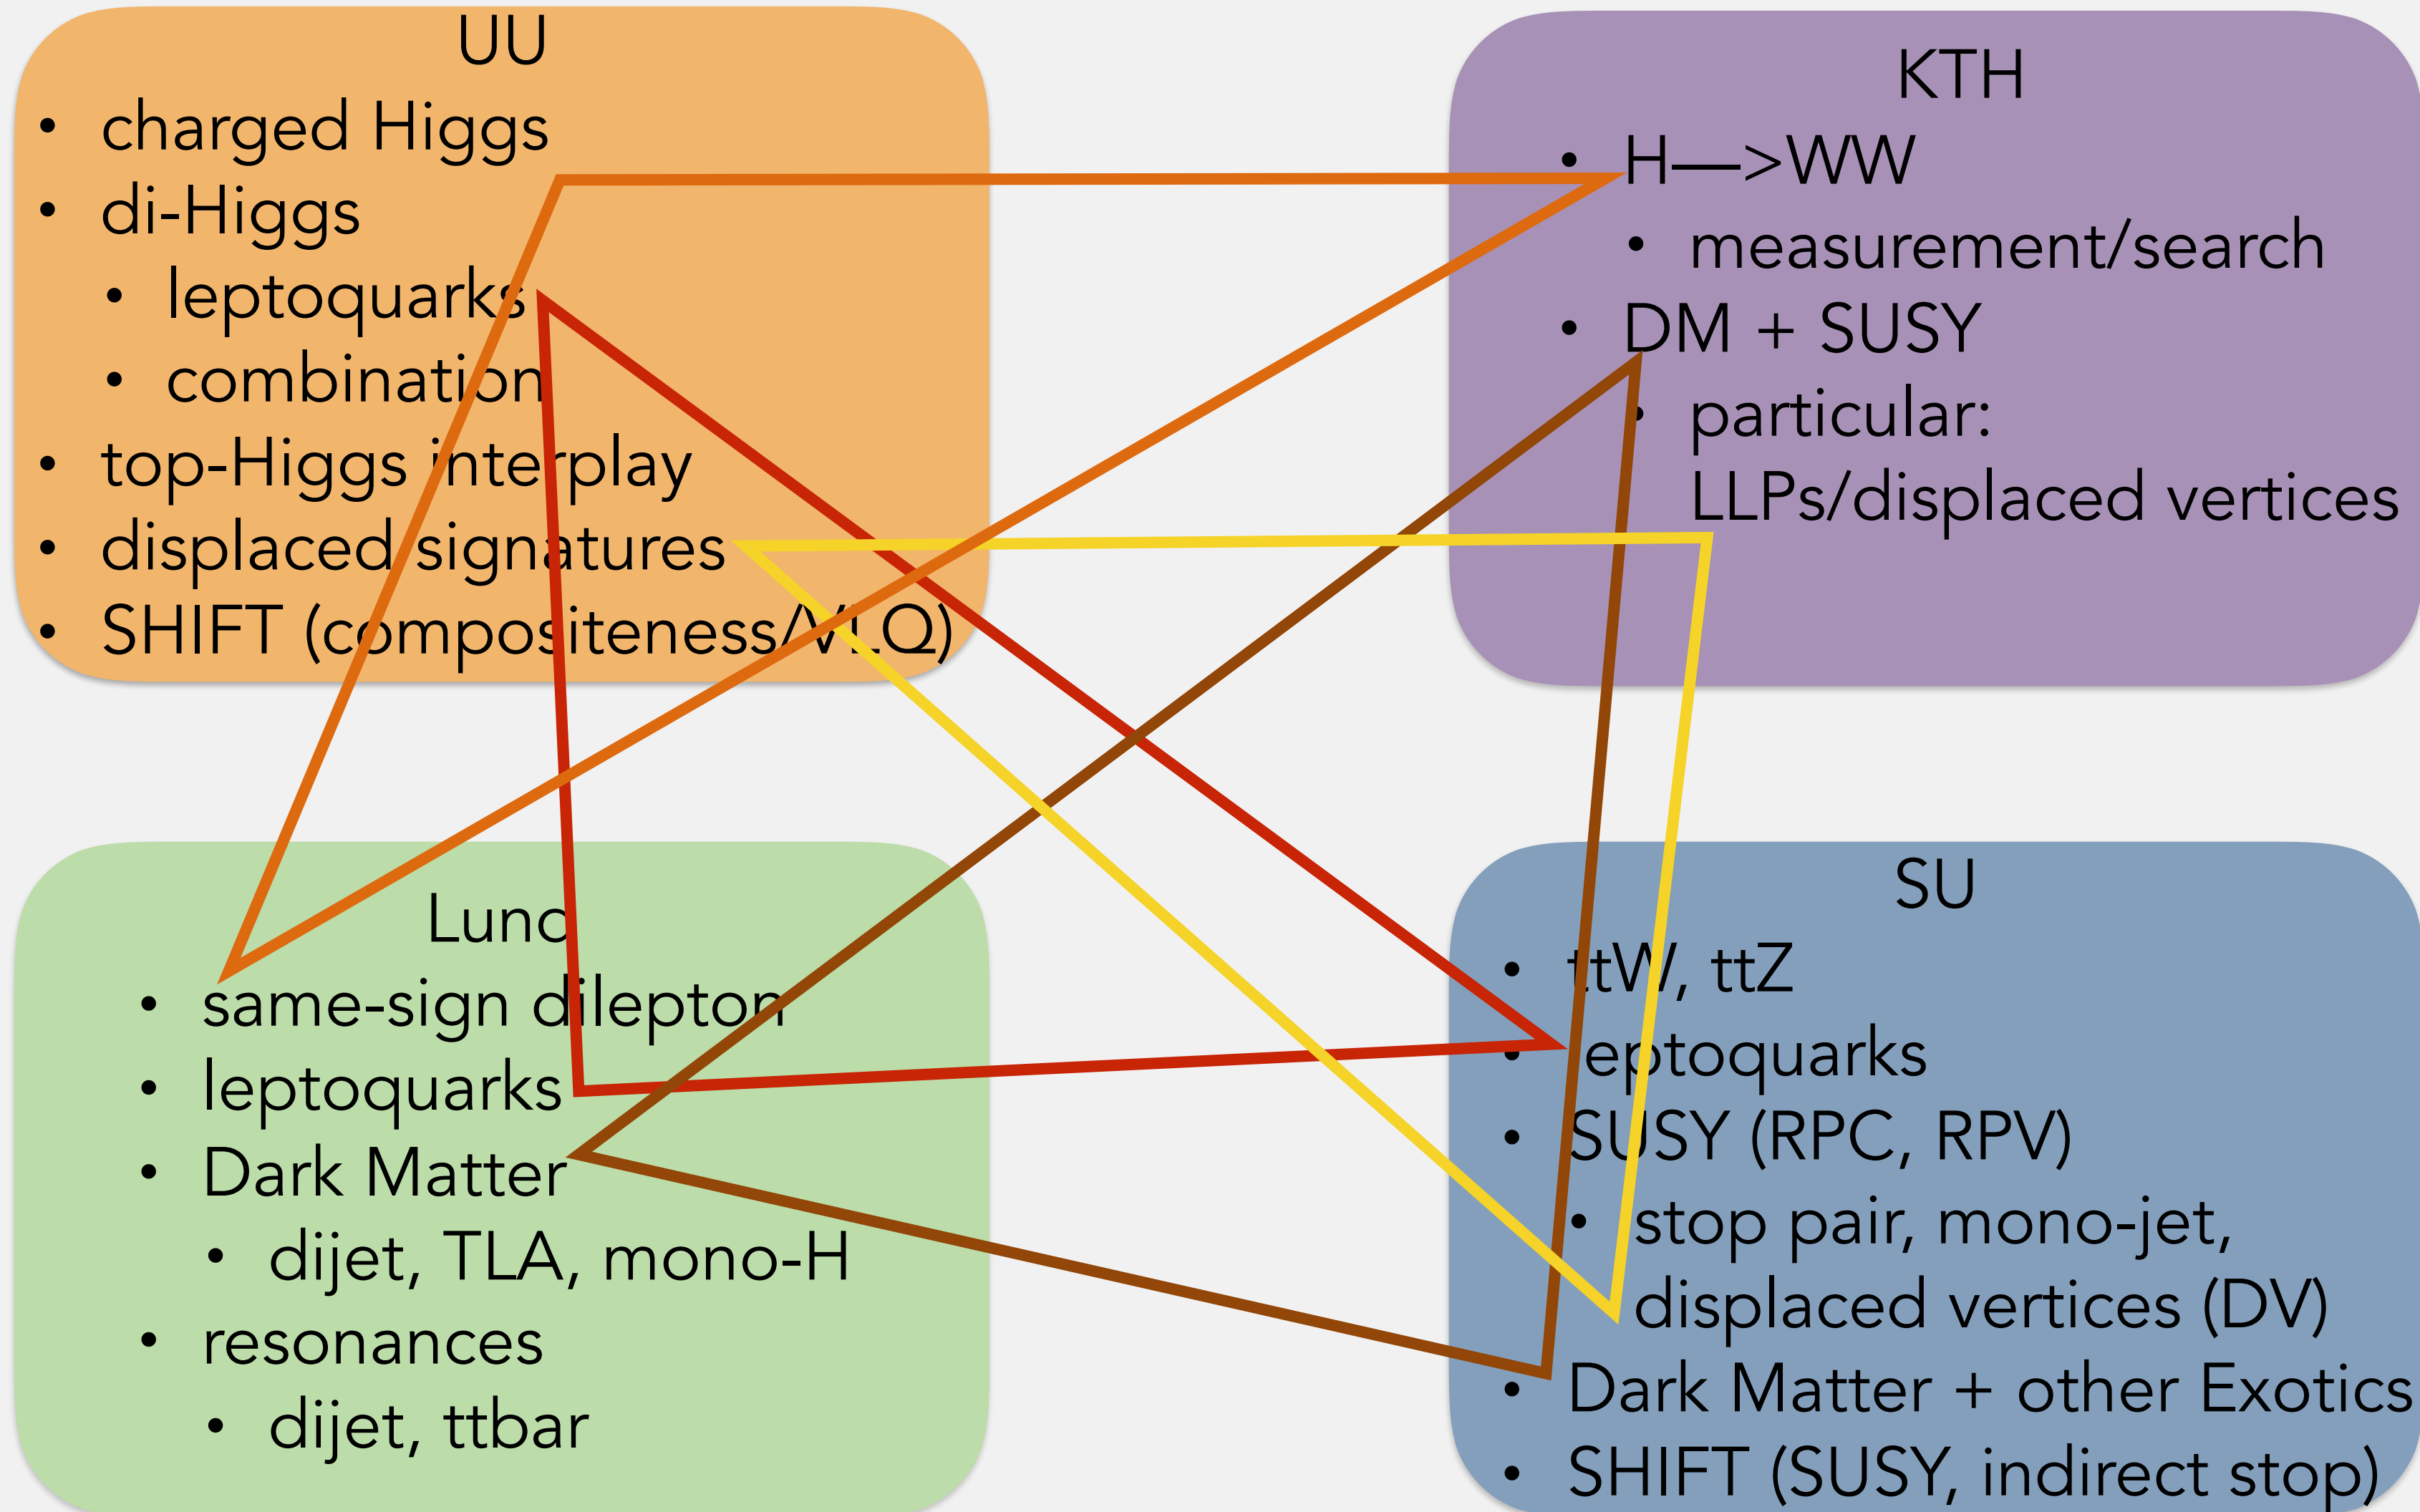 UU
• charged Higgs
• di-Higgs
• leptoquarks
• combination
• top-Higgs interplay
• displaced signatures
• SHIFT (compositeness/VLQ)
KTH
• H—>WW
• measurement/search
• DM + SUSY
• particular:
LLPs/displaced vertices
Lund
• same-sign dilepton
• leptoquarks
• Dark Matter
• dijet, TLA, mono-H
• resonances
• dijet, ttbar
SU
• ttW, ttZ
• leptoquarks
• SUSY (RPC, RPV)
• stop pair, mono-jet,
displaced vertices (DV)
• Dark Matter + other Exotics
• SHIFT (SUSY, indirect stop)